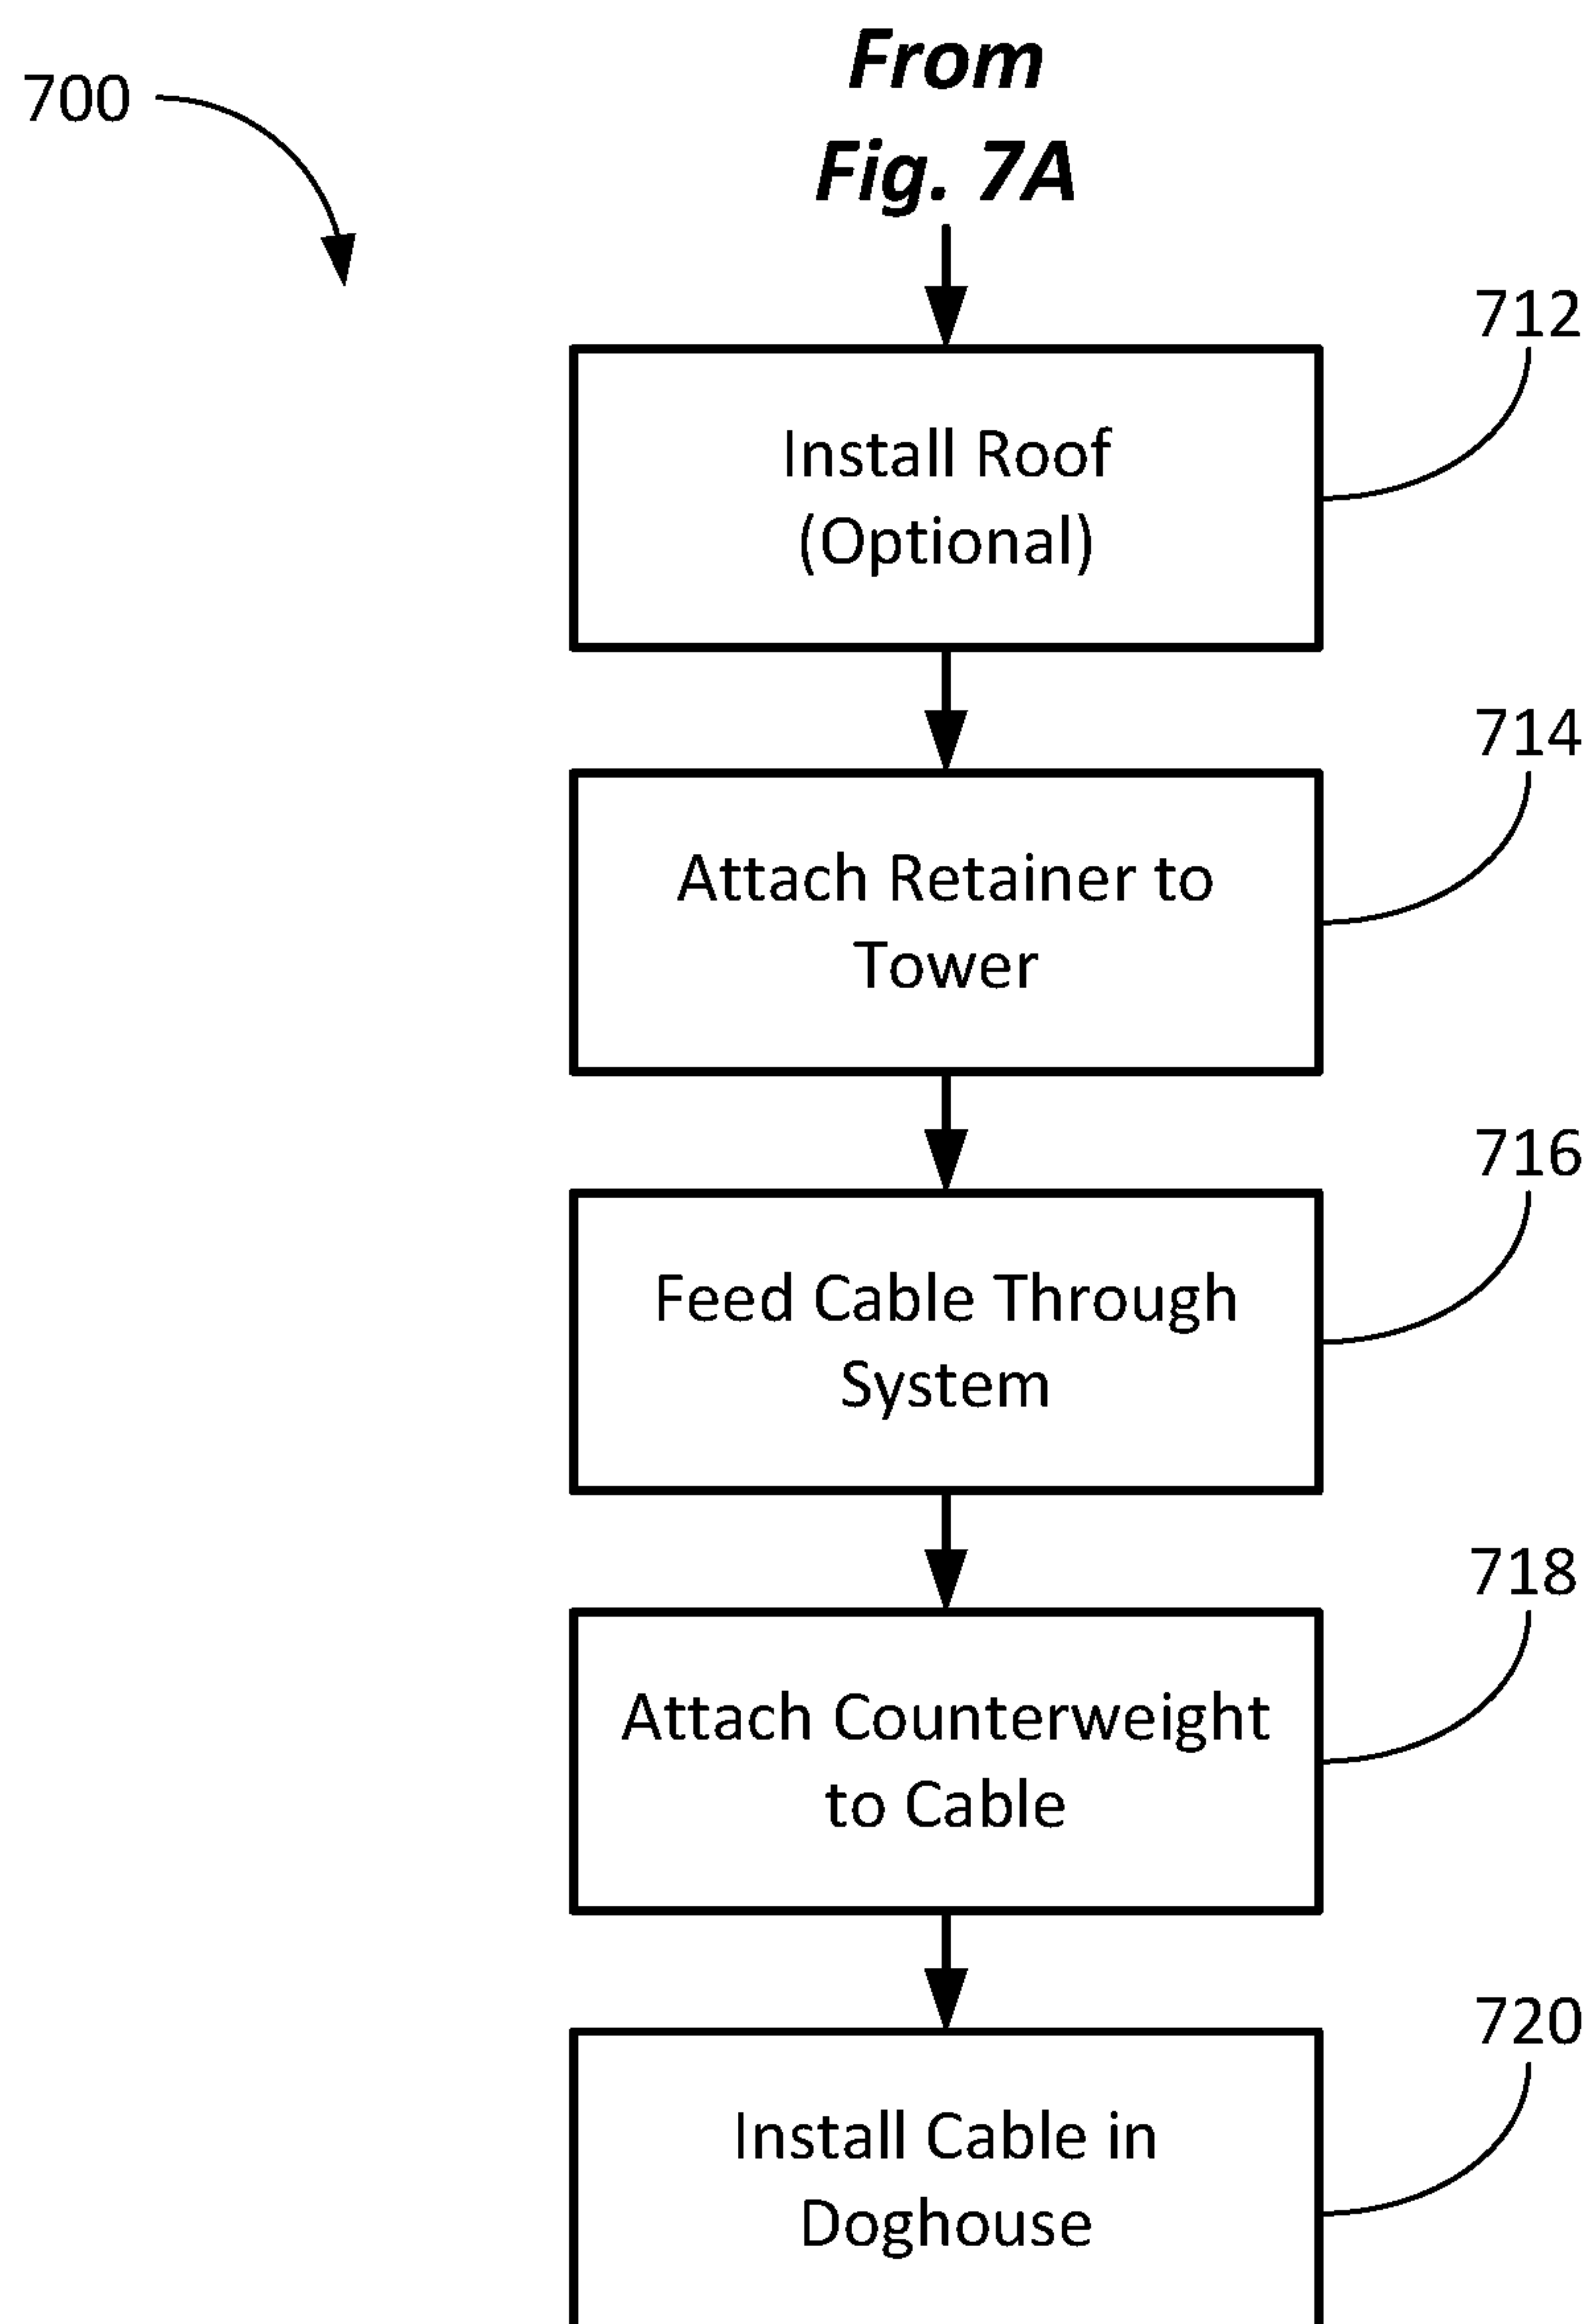 700
From
Fig. 7A
712
Install Roof
(Optional)
714
Attach Retainer to
Tower
716
Feed Cable Through
System
718
Attach Counterweight
to Cable
720
Install Cable in
Doghouse